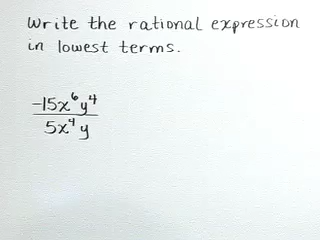 Write the rational expression
in lowest terms.
-15x⁶y⁴
5x⁴y